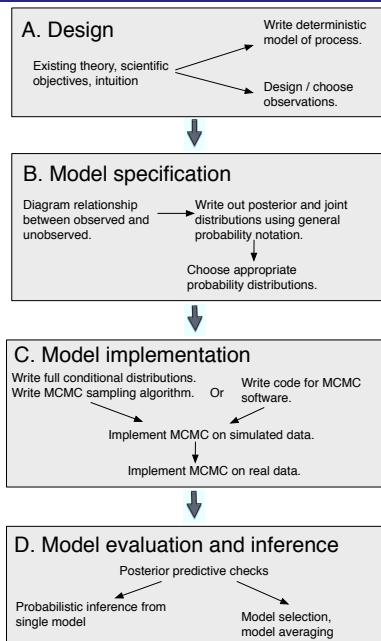 A. Design
Write deterministic
model of process.
Existing theory, scientific
objectives, intuition
Design / choose
observations.
B. Model specification
Diagram relationship
between observed and
unobserved.
Write out posterior and joint
distributions using general
probability notation.
Choose appropriate
probability distributions.
C. Model implementation
Write full conditional distributions.
Write MCMC sampling algorithm.
Or
Write code for MCMC
software.
Implement MCMC on simulated data.
Implement MCMC on real data.
D. Model evaluation and inference
Posterior predictive checks
Probabilistic inference from
single model
Model selection,
model averaging